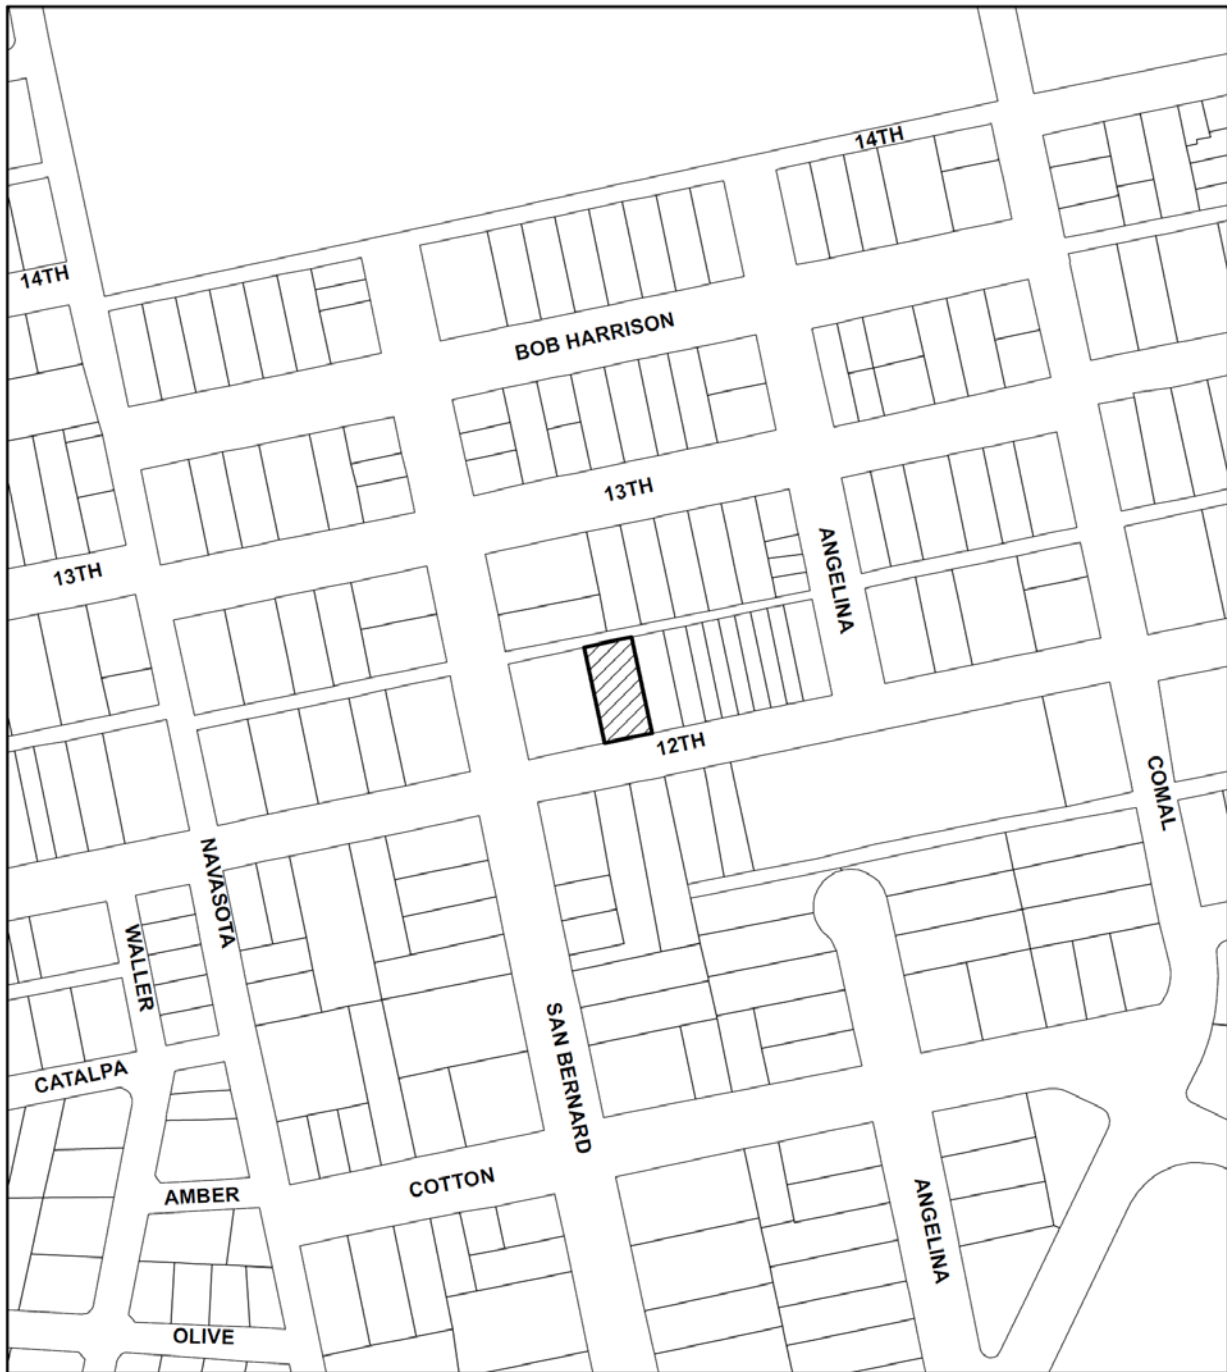 14TH
14TH
BOB HARRISON
13TH
ANGELINA
13TH
12TH
COMAL
NAVASOTA
WALLER
SAN BERNARD
CATALPA
COTTON
AMBER
ANGELINA
OLIVE